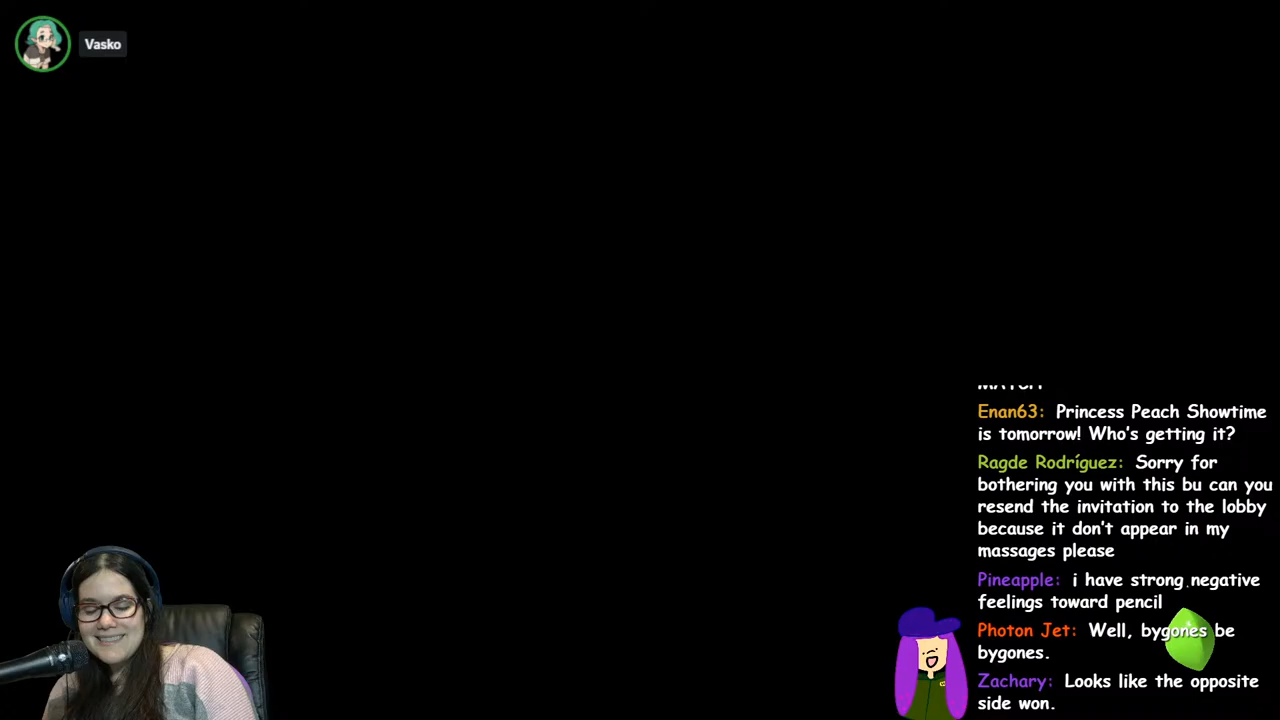 Vasko
MATCH
Enan63: Princess Peach Showtime
is tomorrow! Who's getting it?
Ragde Rodríguez: Sorry for
bothering you with this bu can you
resend the invitation to the lobby
because it don't appear in my
massages please
Pineapple: i have strong negative
feelings toward pencil
Photon Jet: Well, bygones be
bygones.
Zachary: Looks like the opposite
side won.